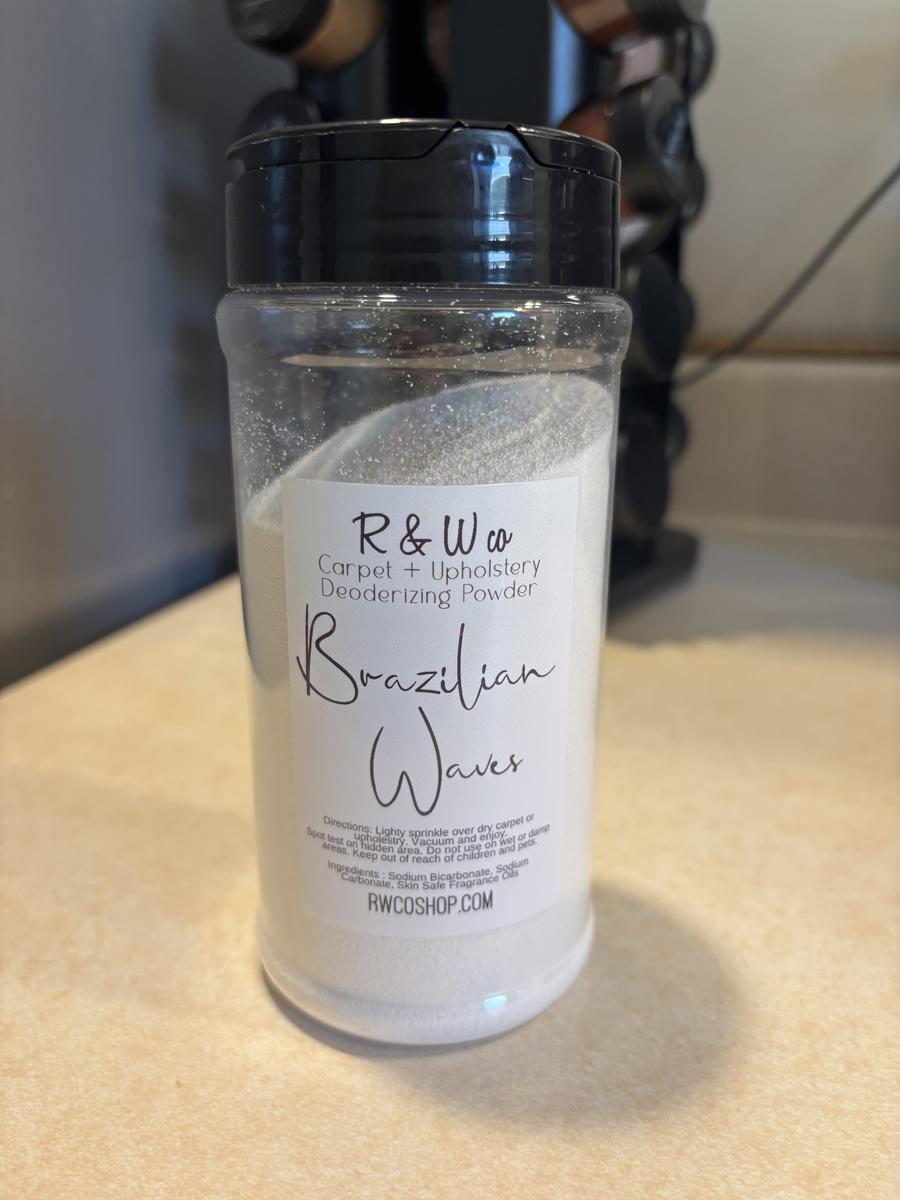 R & W co
Carpet + Upholstery
Deoderizing Powder
Brazilian
Waves
Directions: Lighty sprinkle over dry carpet or
upholestry. Vacuum and enjoy.
Spot test on hidden area. Do not use on wet or damp
areas. Keep out of reach of children and pets.
Ingredients : Sodium Bicarbonate, Sodium
Carbonate, Skin Safe Fragrance Oils
RWCOSHOP.COM